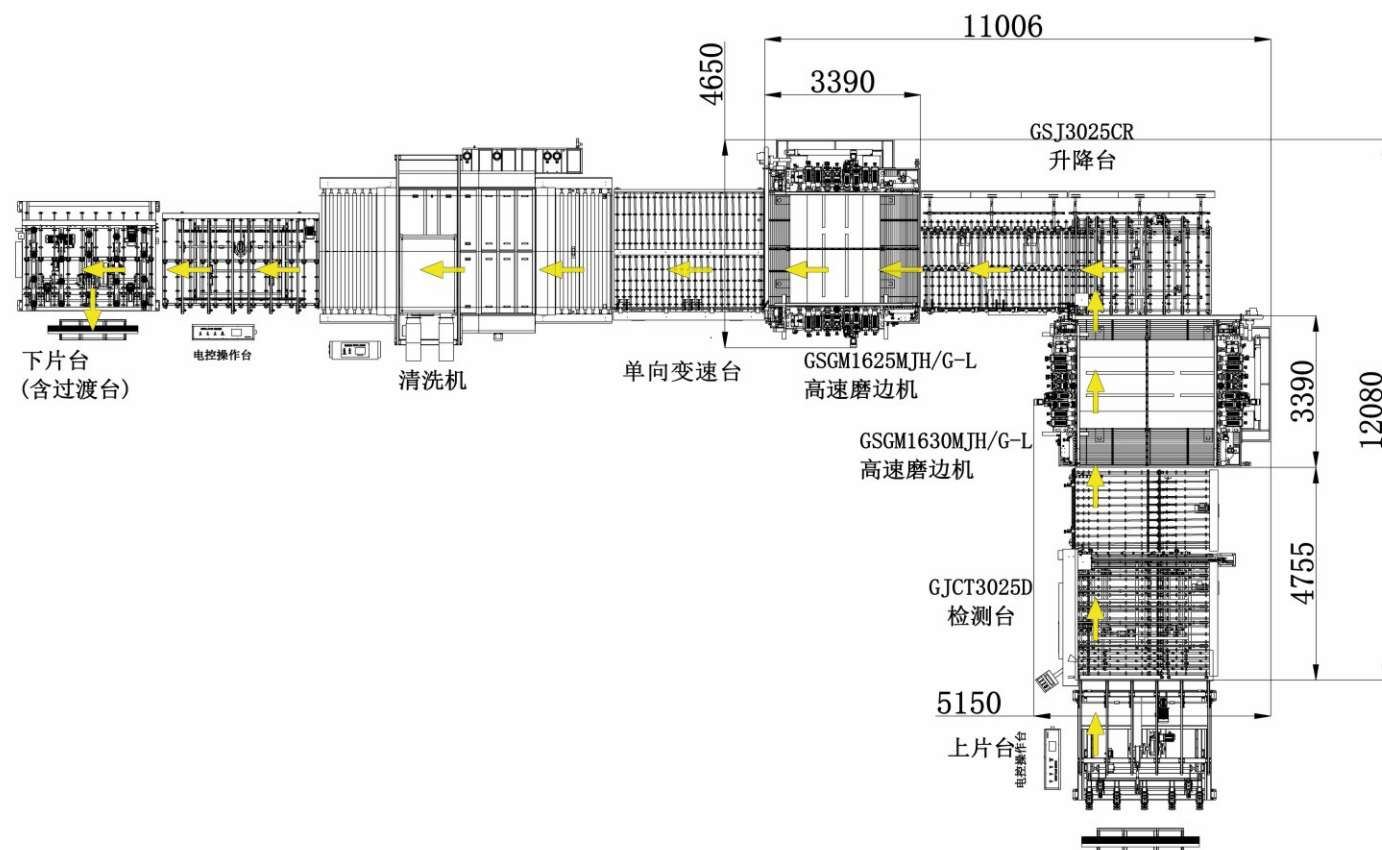 11006
4650
3390
GSJ3025CR
升降台
下片台
(含过渡台)
电控操作台
清洗机
单向变速台
GSGM1625MJH/G-L
高速磨边机
3390
12080
GSGM1630MJH/G-L
高速磨边机
4755
GJCT3025D
检测台
5150
上片台
电控操作台